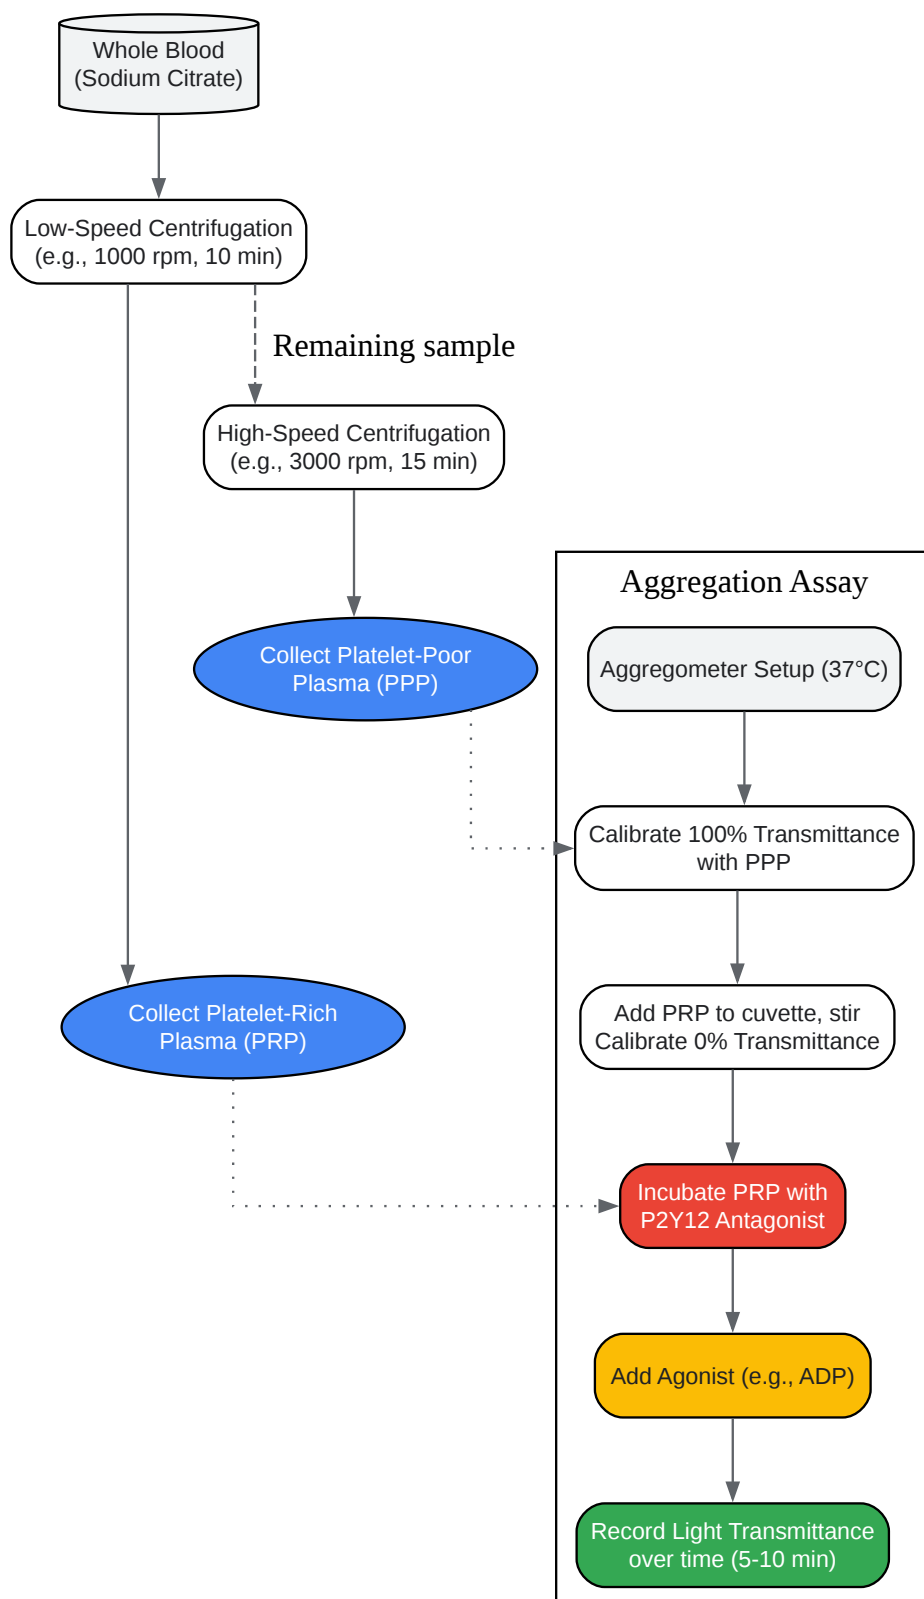 Whole Blood
(Sodium Citrate)
Low-Speed Centrifugation
(e.g., 1000 rpm, 10 min)
Remaining sample
High-Speed Centrifugation
(e.g., 3000 rpm, 15 min)
Collect Platelet-Poor
Plasma (PPP)
Collect Platelet-Rich
Plasma (PRP)
Aggregation Assay
Aggregometer Setup (37°C)
Calibrate 100% Transmittance
with PPP
Add PRP to cuvette, stir
Calibrate 0% Transmittance
Incubate PRP with
P2Y12 Antagonist
Add Agonist (e.g., ADP)
Record Light Transmittance
over time (5-10 min)